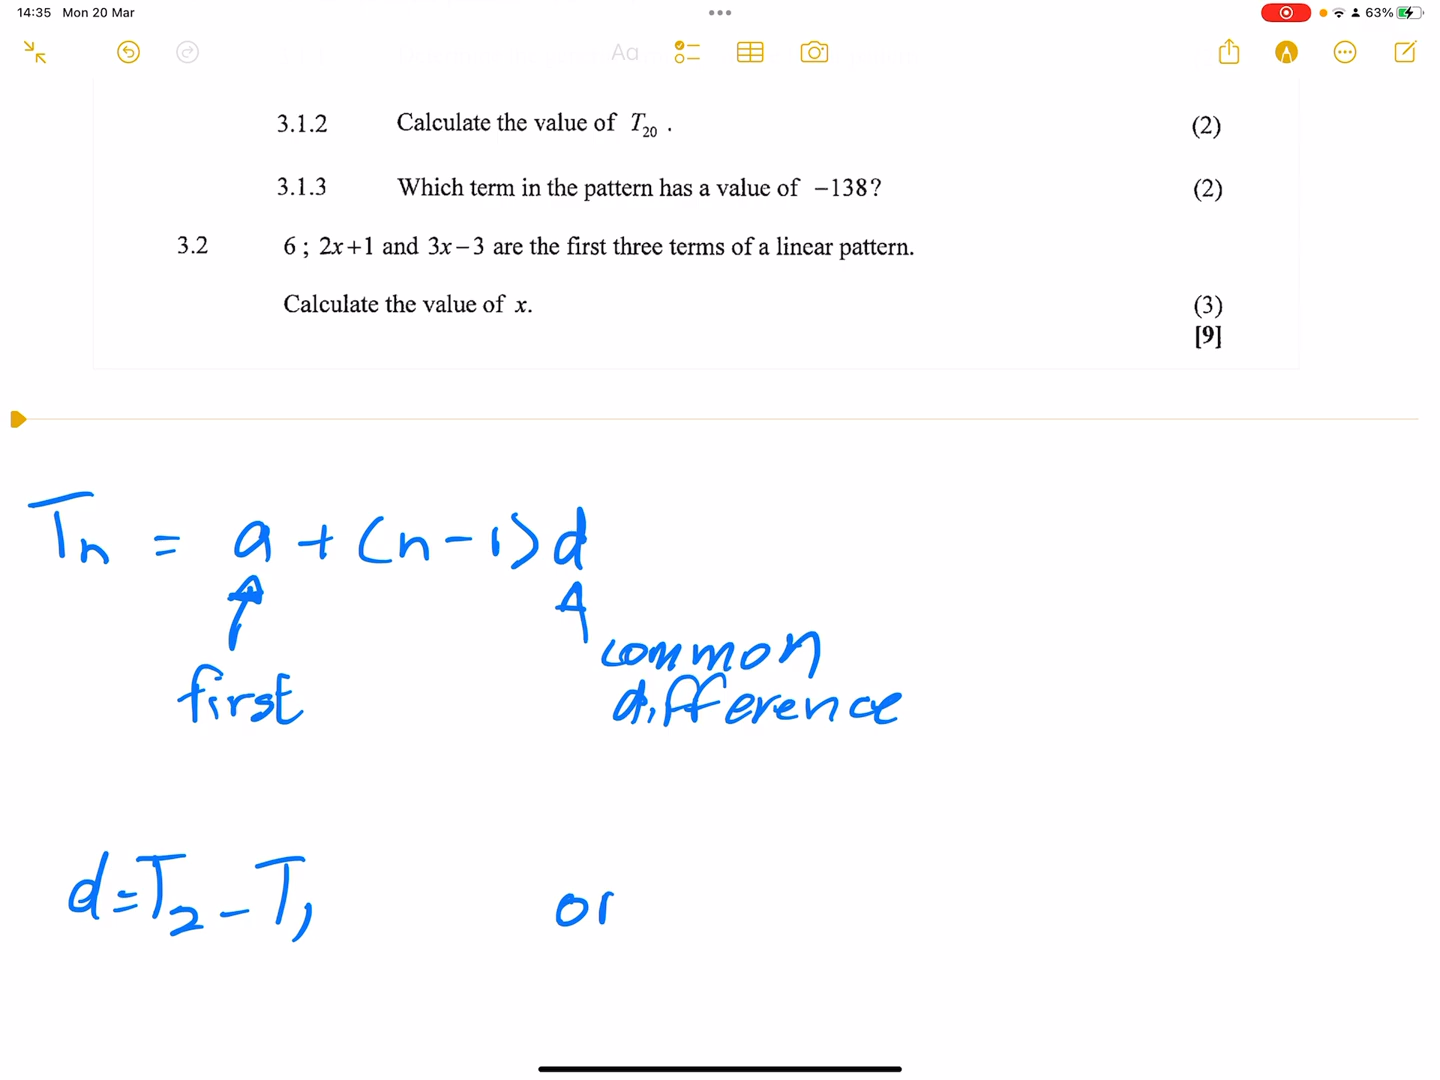 14:35 Mon 20 Mar
63%
Aa
3.1.2 Calculate the value of T₂₀ . (2)
3.1.3 Which term in the pattern has a value of −138? (2)
3.2 6 ; 2x+1 and 3x−3 are the first three terms of a linear pattern.
Calculate the value of x. (3)
[9]
Tn = a + (n-1)d
first
common
difference
d=T₂-T₁ or